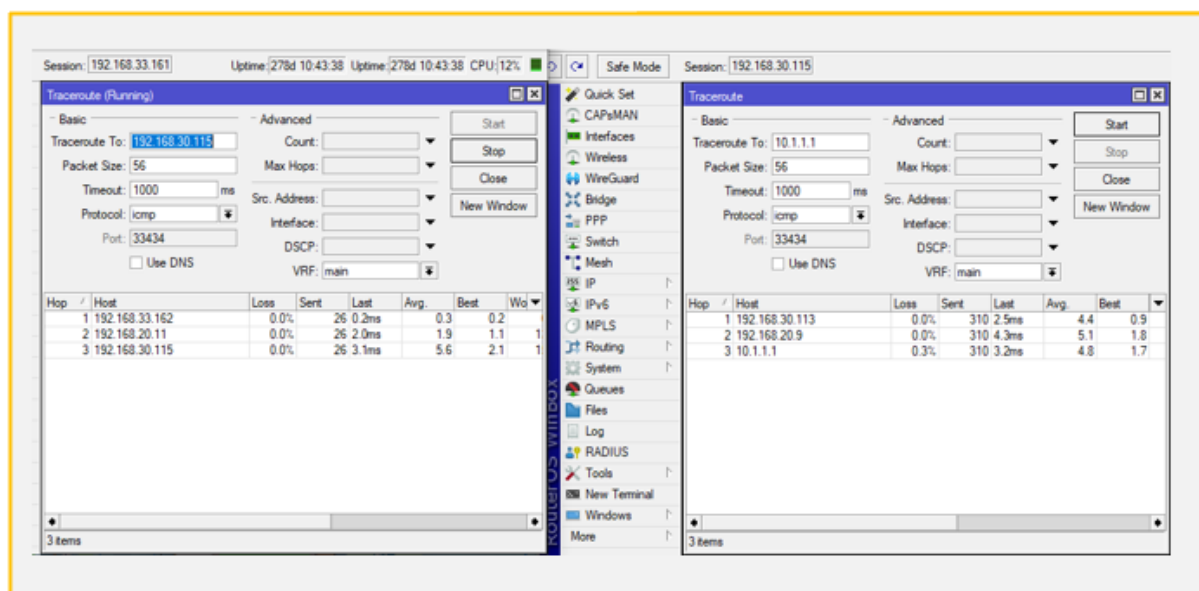 Session: 192.168.33.161 Uptime: 278d 10:43:38 Uptime: 278d 10:43:38 CPU: 12%
Traceroute (Running)
Basic Advanced Start
Traceroute To: 192.168.30.115 Count: Stop
Packet Size: 56 Max Hops: Close
Timeout: 1000 ms Src. Address: New Window
Protocol: icmp Interface:
Port: 33434 DSCP:
Use DNS VRF: main
Hop / Host Loss Sent Last Avg. Best Wo
1 192.168.33.162 0.0% 26 0.2ms 0.3 0.2
2 192.168.20.11 0.0% 26 2.0ms 1.9 1.1 1
3 192.168.30.115 0.0% 26 3.1ms 5.6 2.1 1
3 items
Safe Mode Session: 192.168.30.115
RouterOS WinBox
Quick Set
CAPsMAN
Interfaces
Wireless
WireGuard
Bridge
PPP
Switch
Mesh
IP
IPv6
MPLS
Routing
System
Queues
Files
Log
RADIUS
Tools
New Terminal
Windows
More
Traceroute
Basic Advanced Start
Traceroute To: 10.1.1.1 Count: Stop
Packet Size: 56 Max Hops: Close
Timeout: 1000 ms Src. Address: New Window
Protocol: icmp Interface:
Port: 33434 DSCP:
Use DNS VRF: main
Hop / Host Loss Sent Last Avg. Best
1 192.168.30.113 0.0% 310 2.5ms 4.4 0.9
2 192.168.20.9 0.0% 310 4.3ms 5.1 1.8
3 10.1.1.1 0.3% 310 3.2ms 4.8 1.7
3 items